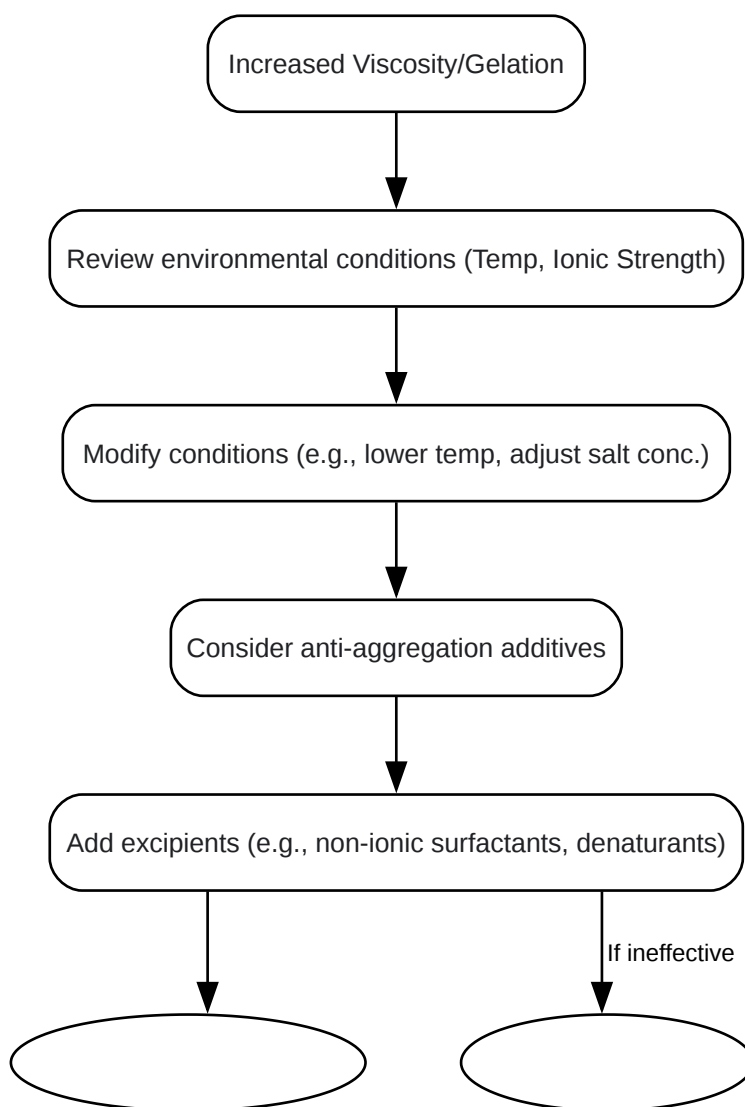 Increased Viscosity/Gelation
Review environmental conditions (Temp, Ionic Strength)
Modify conditions (e.g., lower temp, adjust salt conc.)
Consider anti-aggregation additives
Add excipients (e.g., non-ionic surfactants, denaturants)
If ineffective